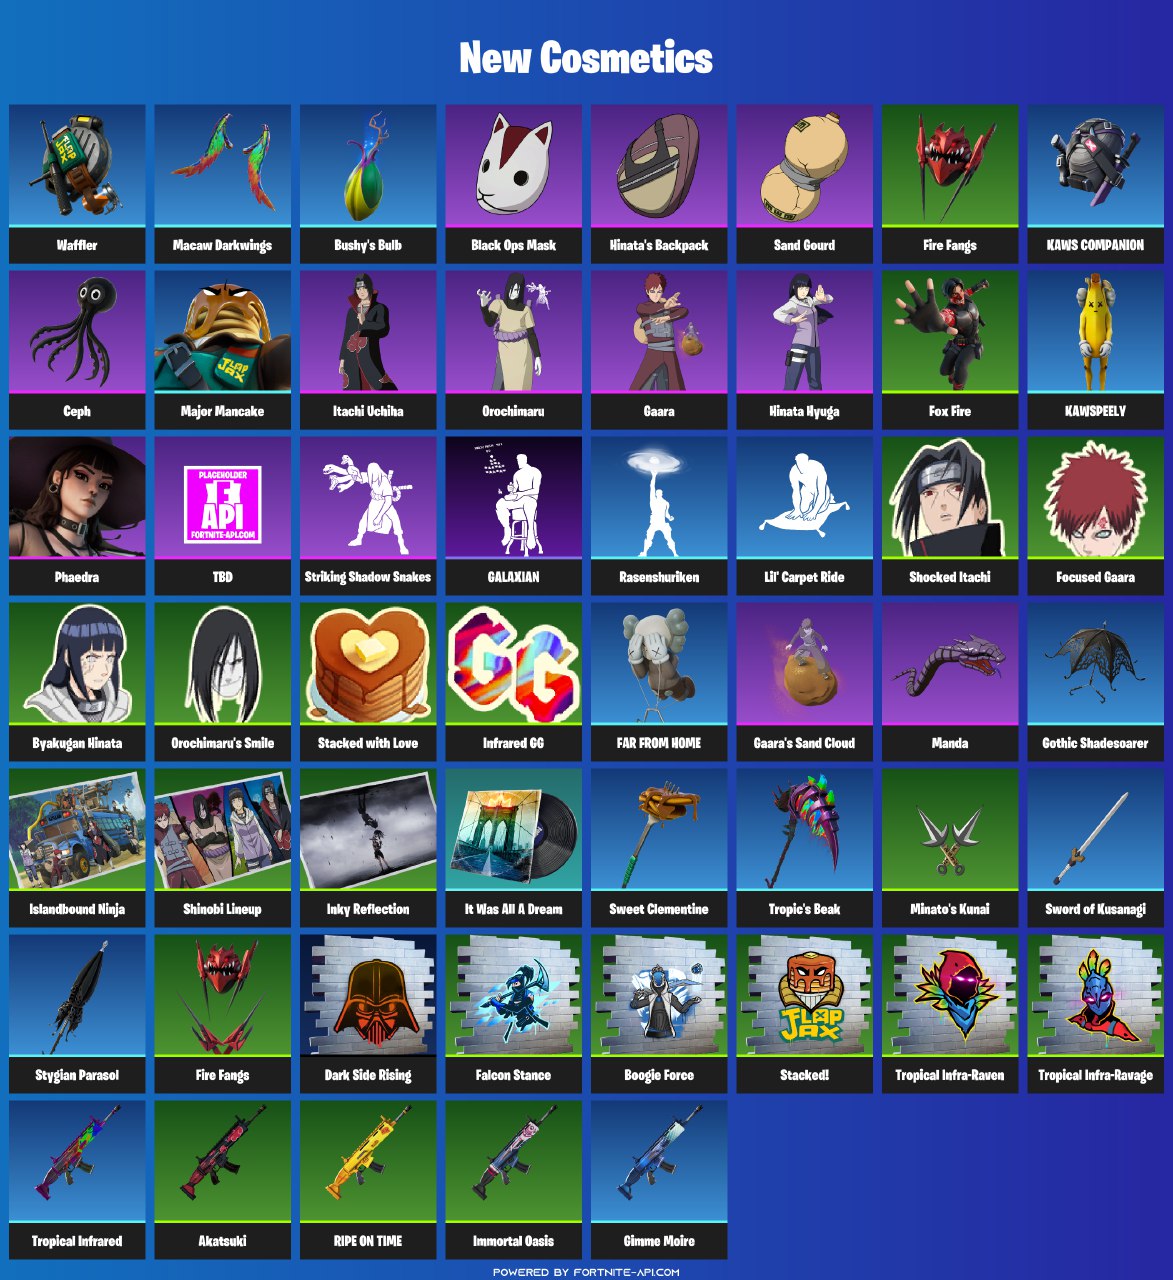 New Cosmetics
FLAP
JAX
Waffler
Macaw Darkwings
Bushy's Bulb
Black Ops Mask
Hinata's Backpack
Sand Gourd
Fire Fangs
KAWS COMPANION
FLAP
JAX
Ceph
Major Mancake
Itachi Uchiha
Orochimaru
Gaara
Hinata Hyuga
Fox Fire
KAWSPEELY
PLACEHOLDER
F
API
FORTNITE-API.COM
Phaedra
TBD
Striking Shadow Snakes
GALAXIAN
Rasenshuriken
Lil' Carpet Ride
Shocked Itachi
Focused Gaara
GG
Byakugan Hinata
Orochimaru's Smile
Stacked with Love
Infrared GG
FAR FROM HOME
Gaara's Sand Cloud
Manda
Gothic Shadesoarer
Islandbound Ninja
Shinobi Lineup
Inky Reflection
It Was All A Dream
Sweet Clementine
Tropic's Beak
Minato's Kunai
Sword of Kusanagi
FLAP
JAX
Stygian Parasol
Fire Fangs
Dark Side Rising
Falcon Stance
Boogie Force
Stacked!
Tropical Infra-Raven
Tropical Infra-Ravage
Tropical Infrared
Akatsuki
RIPE ON TIME
Immortal Oasis
Gimme Moire
POWERED BY FORTNITE-API.COM